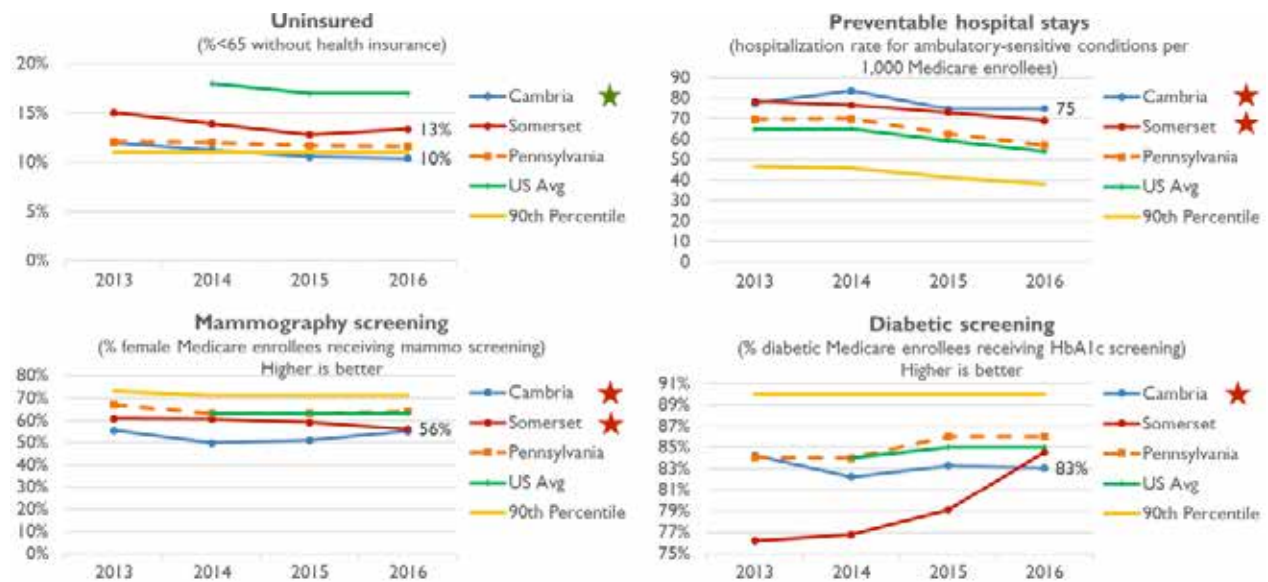 Uninsured
(%<65 without health insurance)
20%
15%
10%
5%
0%
13%
10%
2013 2014 2015 2016
Cambria
Somerset
Pennsylvania
US Avg
90th Percentile
Preventable hospital stays
(hospitalization rate for ambulatory-sensitive conditions per
1,000 Medicare enrollees)
90
80
70
60
50
40
30
20
10
0
75
2013 2014 2015 2016
Cambria
Somerset
Pennsylvania
US Avg
90th Percentile
Mammography screening
(% female Medicare enrollees receiving mammo screening)
Higher is better
80%
70%
60%
50%
40%
30%
20%
10%
0%
56%
2013 2014 2015 2016
Cambria
Somerset
Pennsylvania
US Avg
90th Percentile
Diabetic screening
(% diabetic Medicare enrollees receiving HbA1c screening)
Higher is better
91%
89%
87%
85%
83%
81%
79%
77%
75%
83%
2013 2014 2015 2016
Cambria
Somerset
Pennsylvania
US Avg
90th Percentile